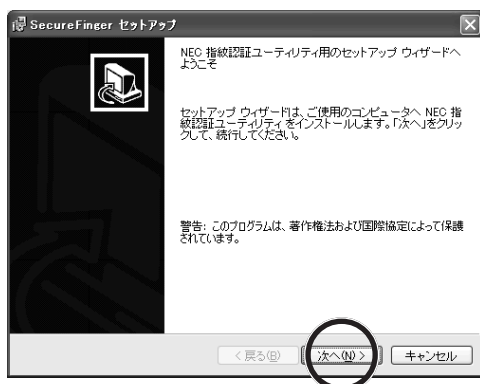 SecureFinger セットアップ
NEC 指紋認証ユーティリティ用のセットアップ ウィザードへ
ようこそ
セットアップ ウィザードは、ご使用のコンピュータへ NEC 指
紋認証ユーティリティ をインストールします。「次へ」をクリッ
クして、続行してください。
警告: このプログラムは、著作権法および国際協定によって保護
されています。
< 戻る(B) 次へ(N) > キャンセル